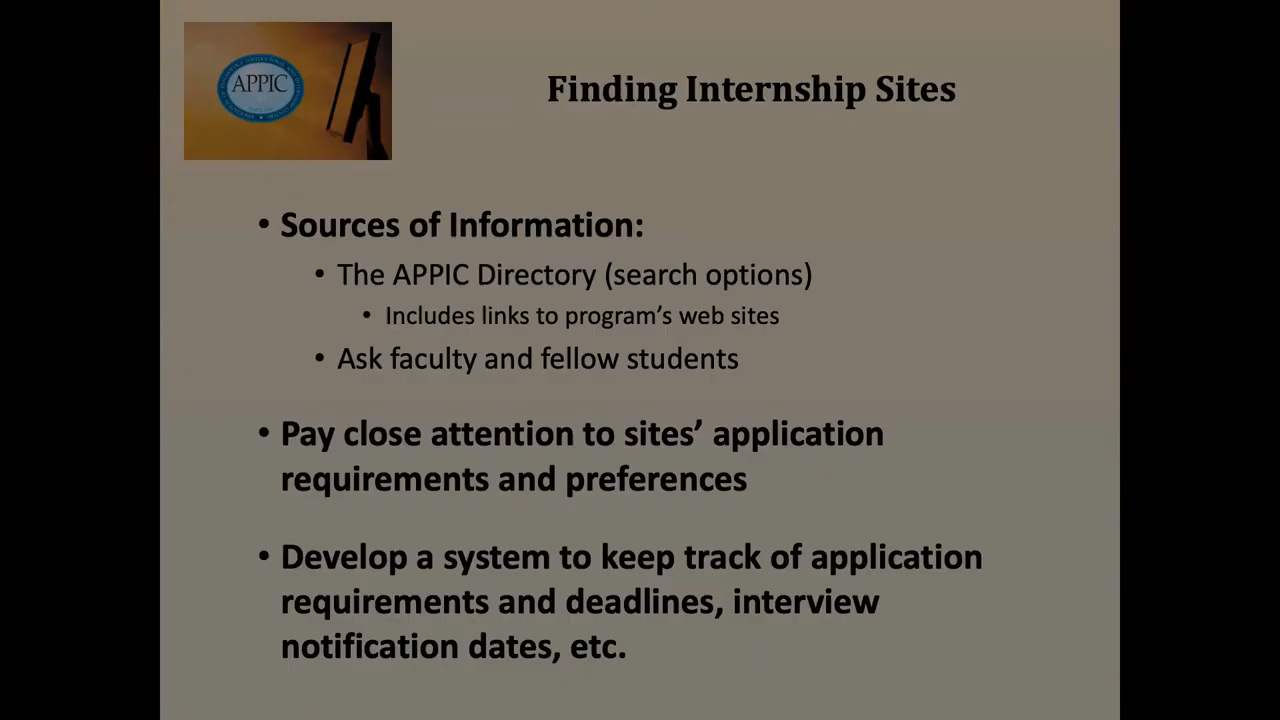 APPIC
Finding Internship Sites
• Sources of Information:
• The APPIC Directory (search options)
• Includes links to program’s web sites
• Ask faculty and fellow students
• Pay close attention to sites’ application
requirements and preferences
• Develop a system to keep track of application
requirements and deadlines, interview
notification dates, etc.